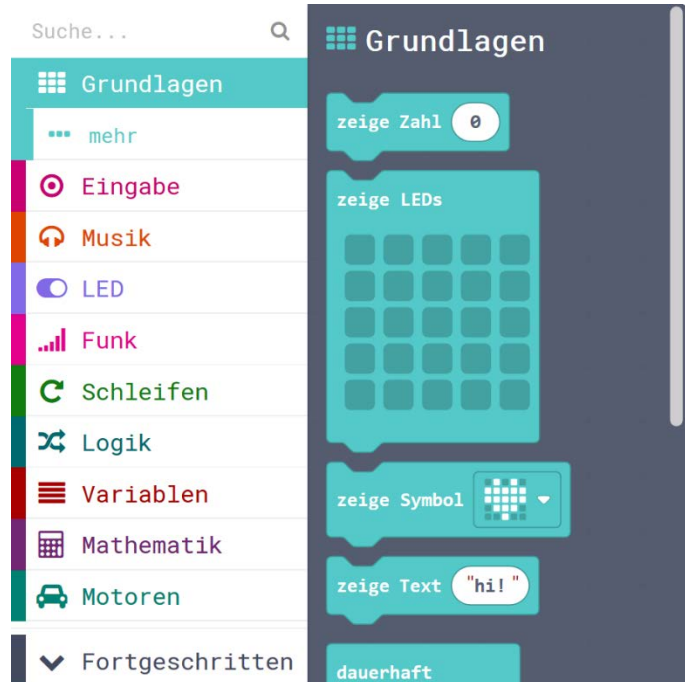 Suche...
Grundlagen
mehr
Eingabe
Musik
LED
Funk
Schleifen
Logik
Variablen
Mathematik
Motoren
Fortgeschritten
Grundlagen
zeige Zahl 0
zeige LEDs
zeige Symbol
zeige Text "hi!"
dauerhaft